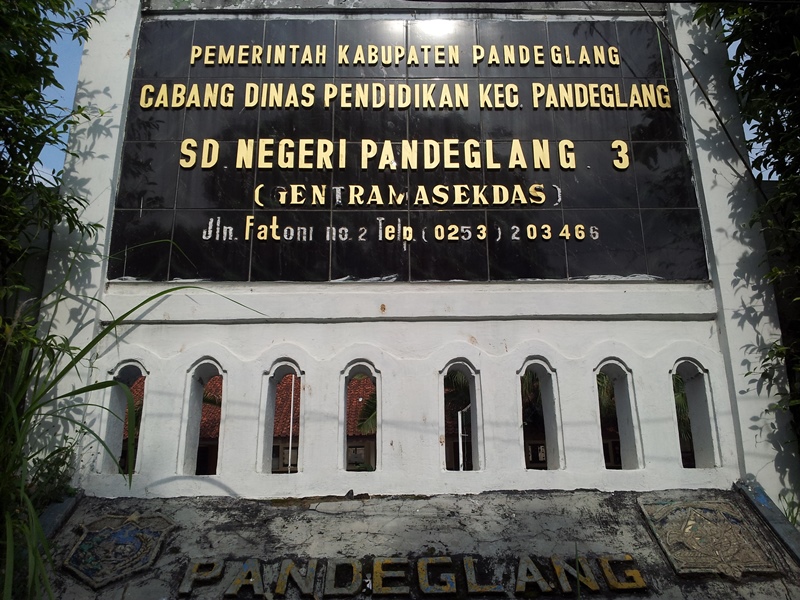 PEMERINTAH KABUPATEN PANDEGLANG
CABANG DINAS PENDIDIKAN KEC. PANDEGLANG
SD NEGERI PANDEGLANG 3
(GENTRAMASEKDAS)
Jln. Fatoni no. 2 Telp. (0253) 203466
PANDEGLANG